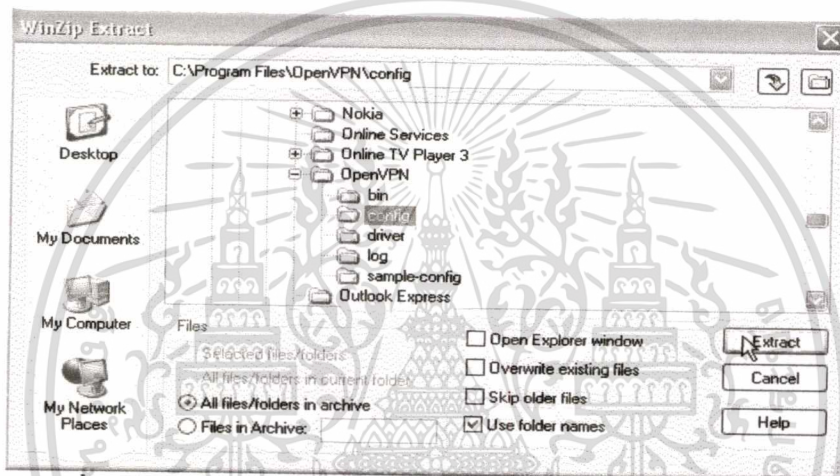 WinZip Extract
Extract to: C:\Program Files\OpenVPN\config
Desktop
My Documents
My Computer
My Network Places
Nokia
Online Services
Online TV Player 3
OpenVPN
bin
config
driver
log
sample-config
Outlook Express
Files
Selected files/folders
All files/folders in current folder
All files/folders in archive
Files in Archive:
Open Explorer window
Overwrite existing files
Skip older files
Use folder names
Extract
Cancel
Help